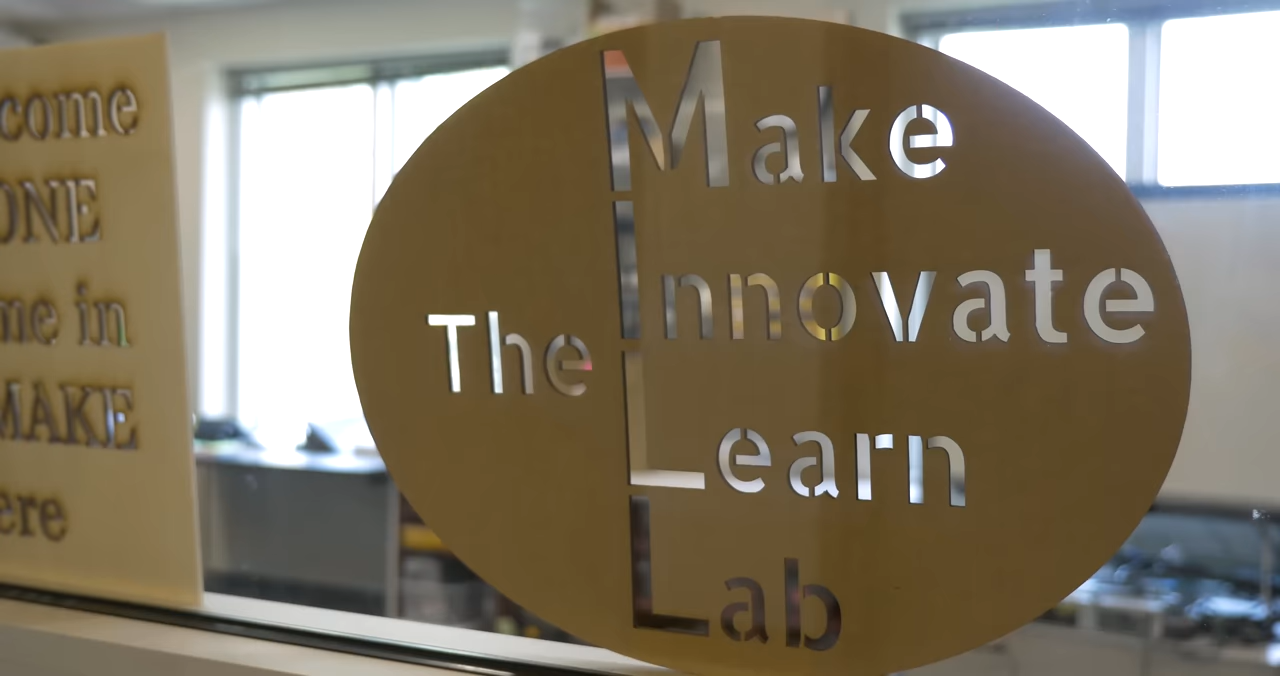 come
ONE
me in
MAKE
ere
The
Make
Innovate
Learn
Lab